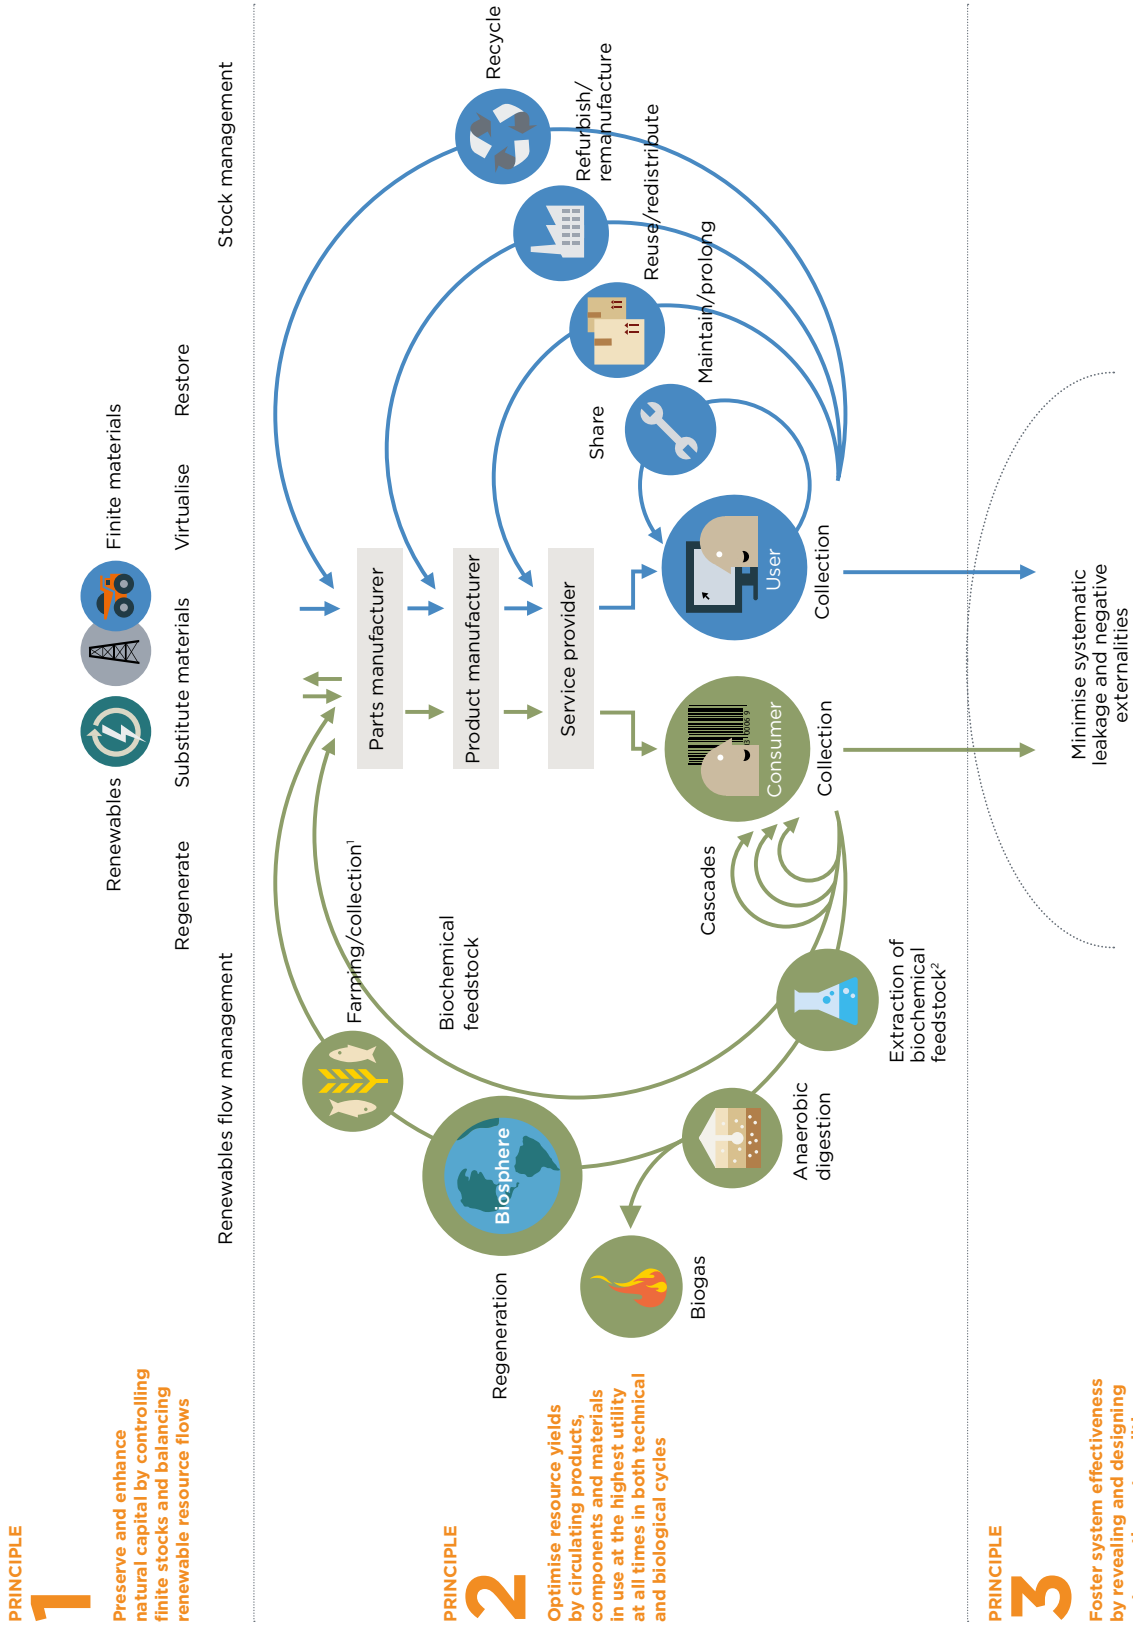 PRINCIPLE
1
Preserve and enhance
natural capital by controlling
finite stocks and balancing
renewable resource flows
Renewables
Finite materials
Regenerate
Substitute materials
Virtualise
Restore
Renewables flow management
Stock management
PRINCIPLE
2
Optimise resource yields
by circulating products,
components and materials
in use at the highest utility
at all times in both technical
and biological cycles
Farming/collection¹
Biochemical
feedstock
Regeneration
Biosphere
Biogas
Anaerobic
digestion
Extraction of
biochemical
feedstock²
Cascades
Parts manufacturer
Product manufacturer
Service provider
Consumer
Collection
User
Collection
Share
Maintain/prolong
Reuse/redistribute
Refurbish/
remanufacture
Recycle
PRINCIPLE
3
Foster system effectiveness
by revealing and designing
Minimise systematic
leakage and negative
externalities